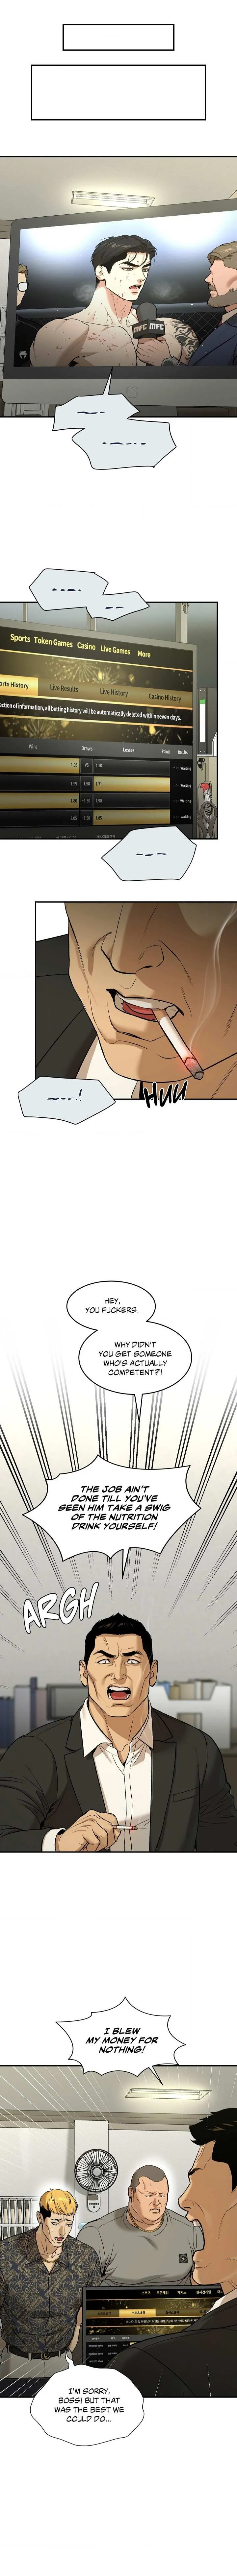 MFC
MFC
Sports Token Games Casino Live Games More
orts History Live Results Live History Casino History
ction of information, all betting history will be automatically deleted within seven days.
Wins Draws Losses
HUU
HEY,
YOU FUCKERS.
WHY DIDN'T
YOU GET SOMEONE
WHO'S ACTUALLY
COMPETENT?!
THE JOB AIN'T
DONE TILL YOU'VE
SEEN HIM TAKE A SWIG
OF THE NUTRITION
DRINK YOURSELF!
ARGH
I BLEW
MY MONEY FOR
NOTHING!
I'M SORRY,
BOSS! BUT THAT
WAS THE BEST WE
COULD DO...